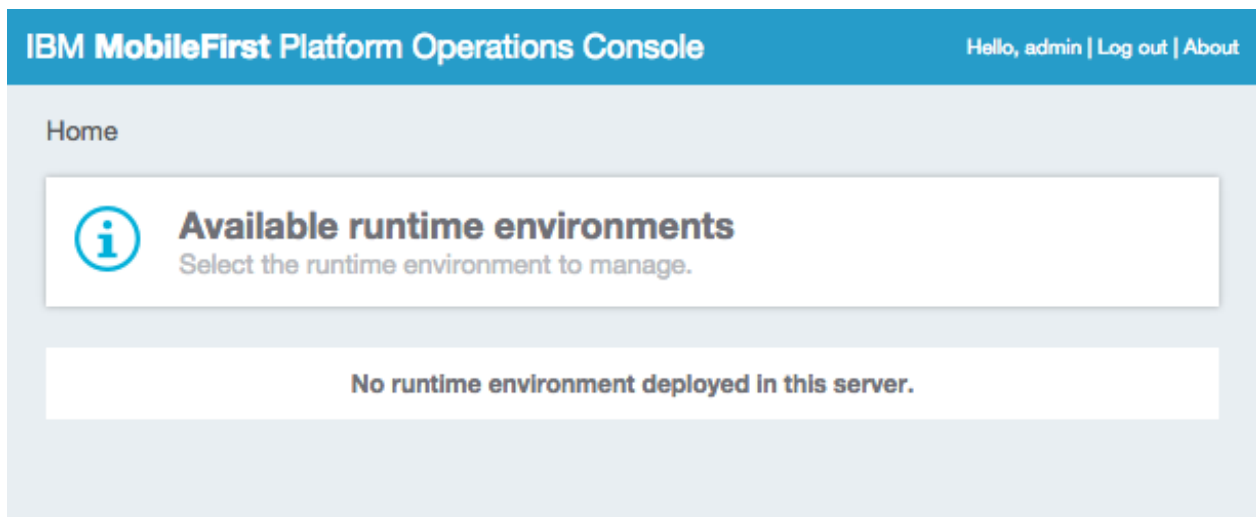 IBM MobileFirst Platform Operations Console
Hello, admin | Log out | About
Home
Available runtime environments
Select the runtime environment to manage.
No runtime environment deployed in this server.